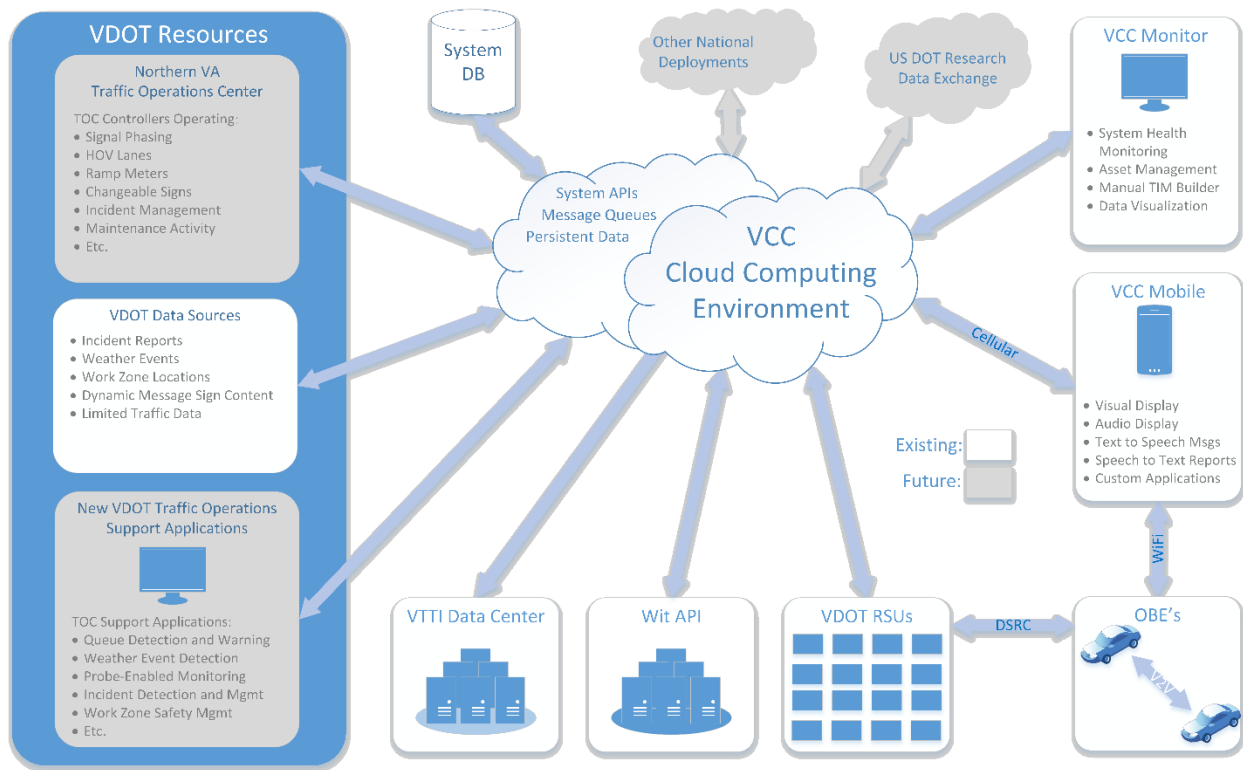 VDOT Resources
Northern VA
Traffic Operations Center
TOC Controllers Operating:
• Signal Phasing
• HOV Lanes
• Ramp Meters
• Changeable Signs
• Incident Management
• Maintenance Activity
• Etc.
VDOT Data Sources
• Incident Reports
• Weather Events
• Work Zone Locations
• Dynamic Message Sign Content
• Limited Traffic Data
New VDOT Traffic Operations
Support Applications
TOC Support Applications:
• Queue Detection and Warning
• Weather Event Detection
• Probe-Enabled Monitoring
• Incident Detection and Mgmt
• Work Zone Safety Mgmt
• Etc.
System
DB
Other National
Deployments
US DOT Research
Data Exchange
System APIs
Message Queues
Persistent Data
VCC
Cloud Computing
Environment
VCC Monitor
• System Health
Monitoring
• Asset Management
• Manual TIM Builder
• Data Visualization
Cellular
VCC Mobile
• Visual Display
• Audio Display
• Text to Speech Msgs
• Speech to Text Reports
• Custom Applications
Existing:
Future:
WiFi
VTTI Data Center
Wit API
VDOT RSUs
DSRC
OBE's
V2V